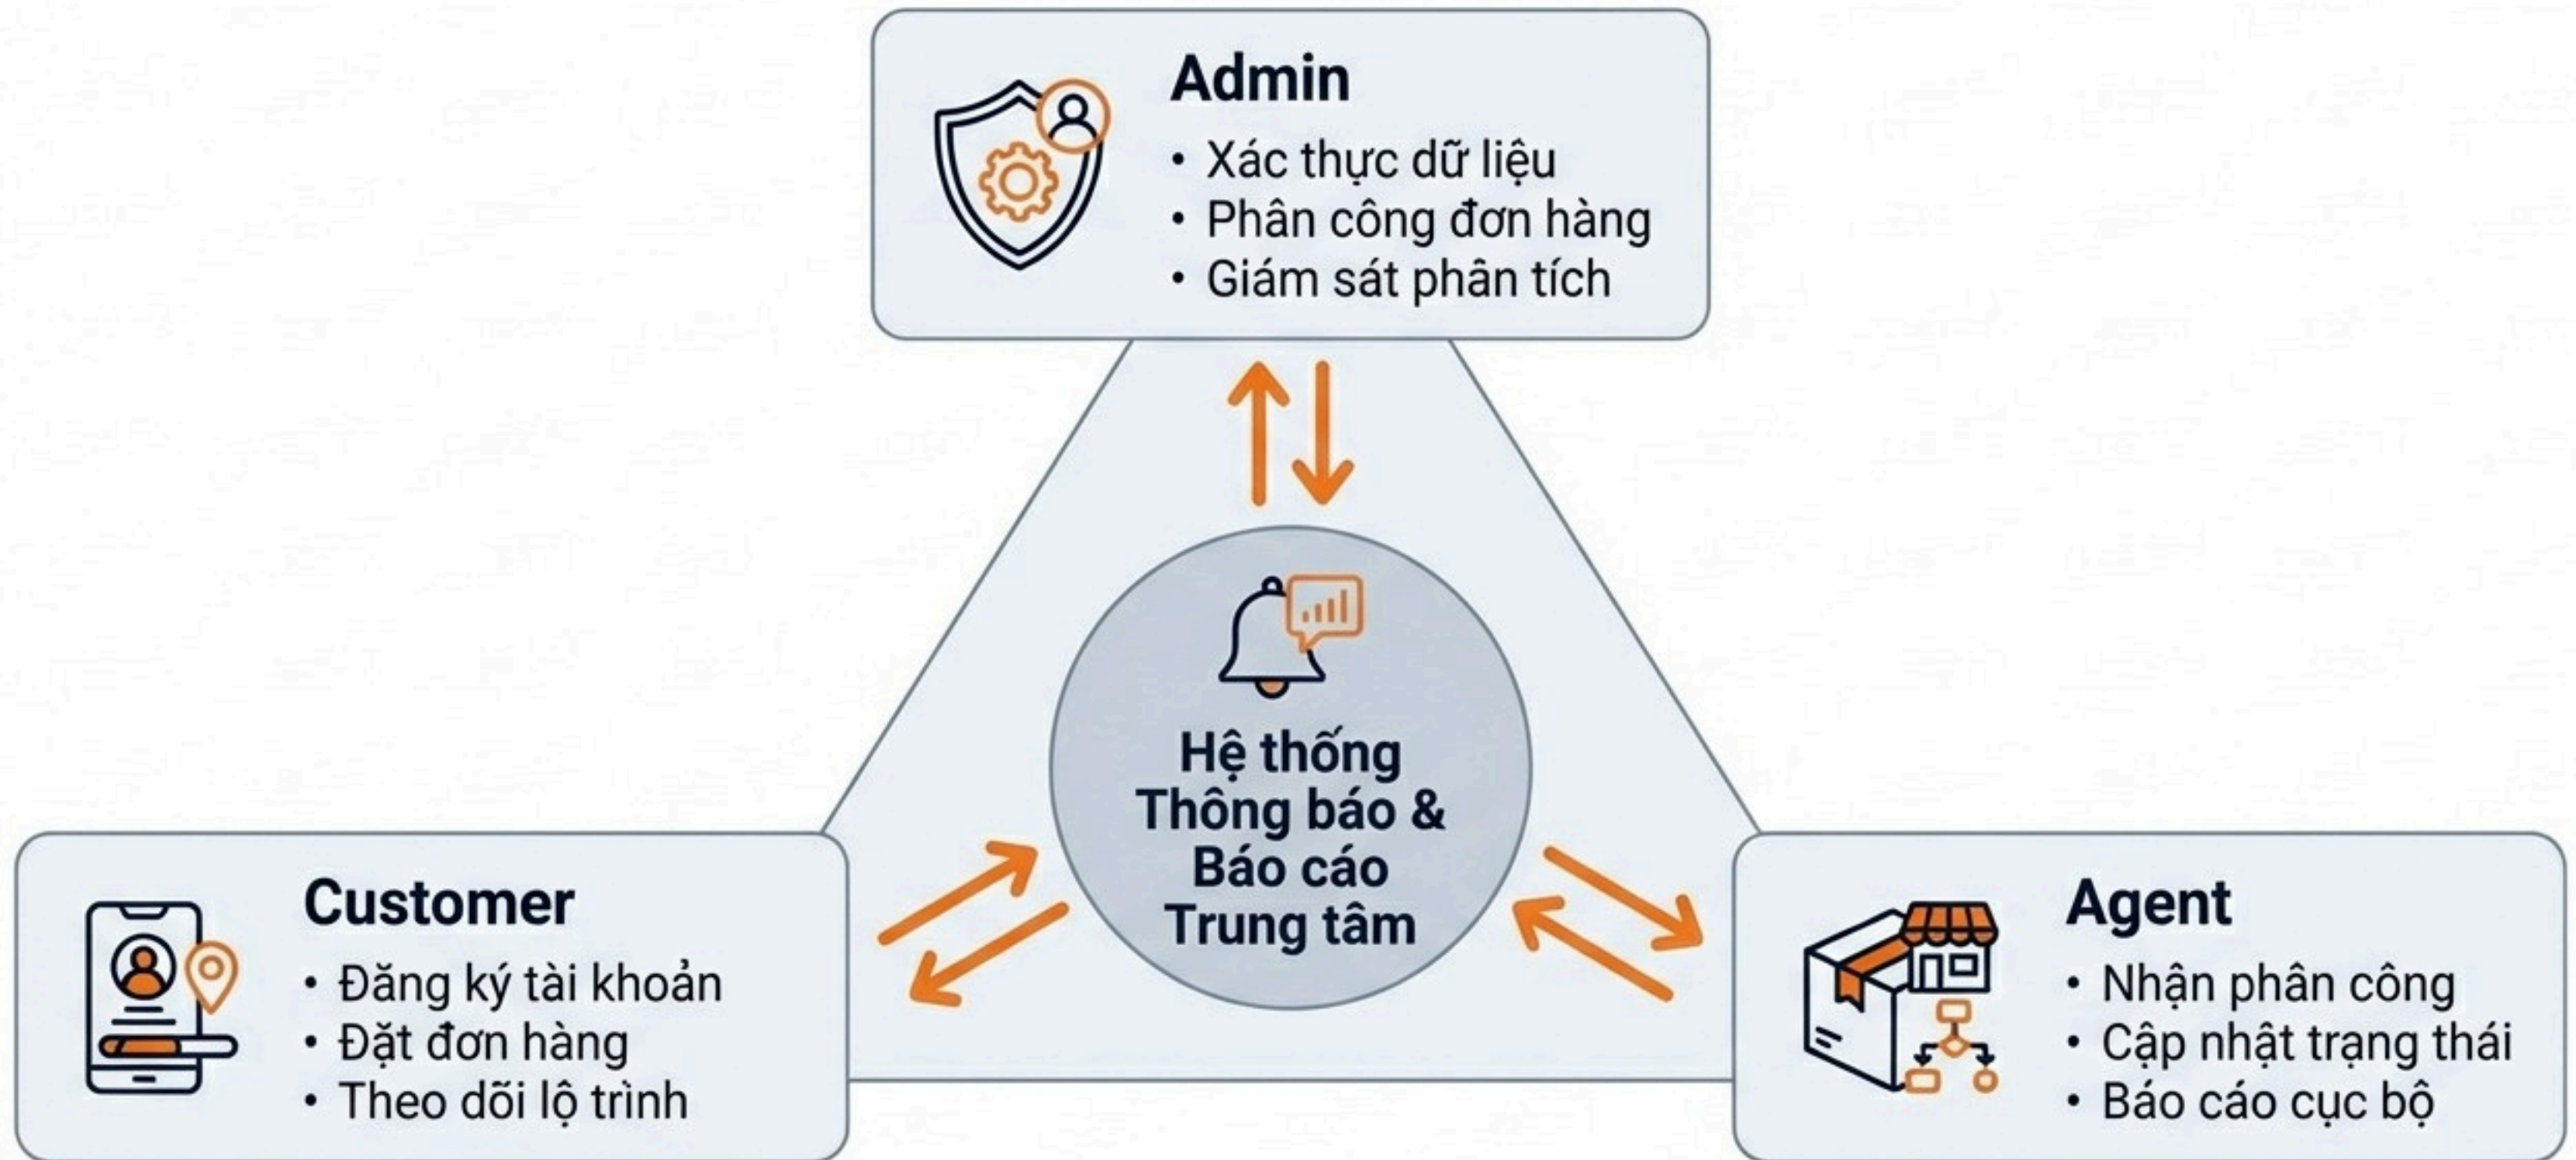 Admin
• Xác thực dữ liệu
• Phân công đơn hàng
• Giám sát phân tích
Hệ thống
Thông báo &
Báo cáo
Trung tâm
Customer
• Đăng ký tài khoản
• Đặt đơn hàng
• Theo dõi lộ trình
Agent
• Nhận phân công
• Cập nhật trạng thái
• Báo cáo cục bộ